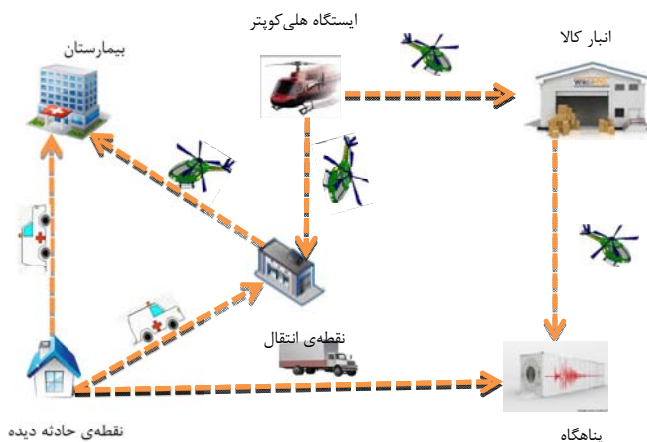 ایستگاه هلی‌کوپتر
انبار کالا
بیمارستان
نقطه‌ی انتقال
نقطه‌ی حادثه دیده
پناهگاه